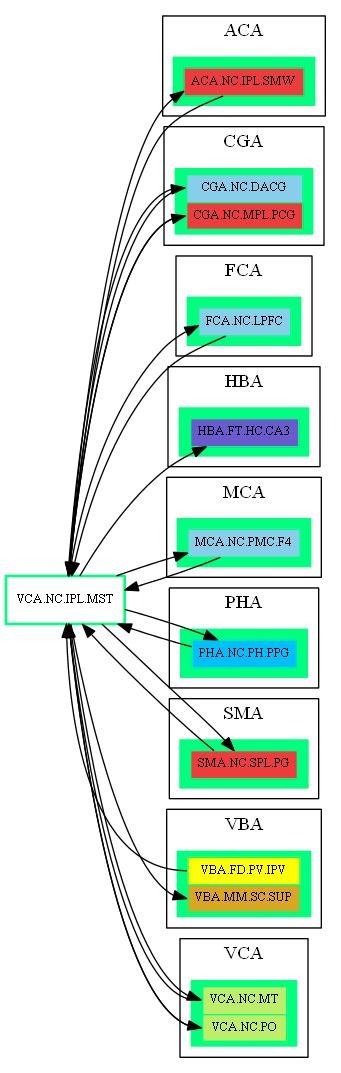 ACA
ACA.NC.IPL.SMW
CGA
CGA.NC.DACG
CGA.NC.MPL.PCG
FCA
FCA.NC.LPFC
HBA
HBA.FT.HC.CA3
MCA
MCA.NC.PMC.F4
VCA.NC.IPL.MST
PHA
PHA.NC.PH.PPG
SMA
SMA.NC.SPL.PG
VBA
VBA.FD.PV.IPV
VBA.MM.SC.SUP
VCA
VCA.NC.MT
VCA.NC.PO